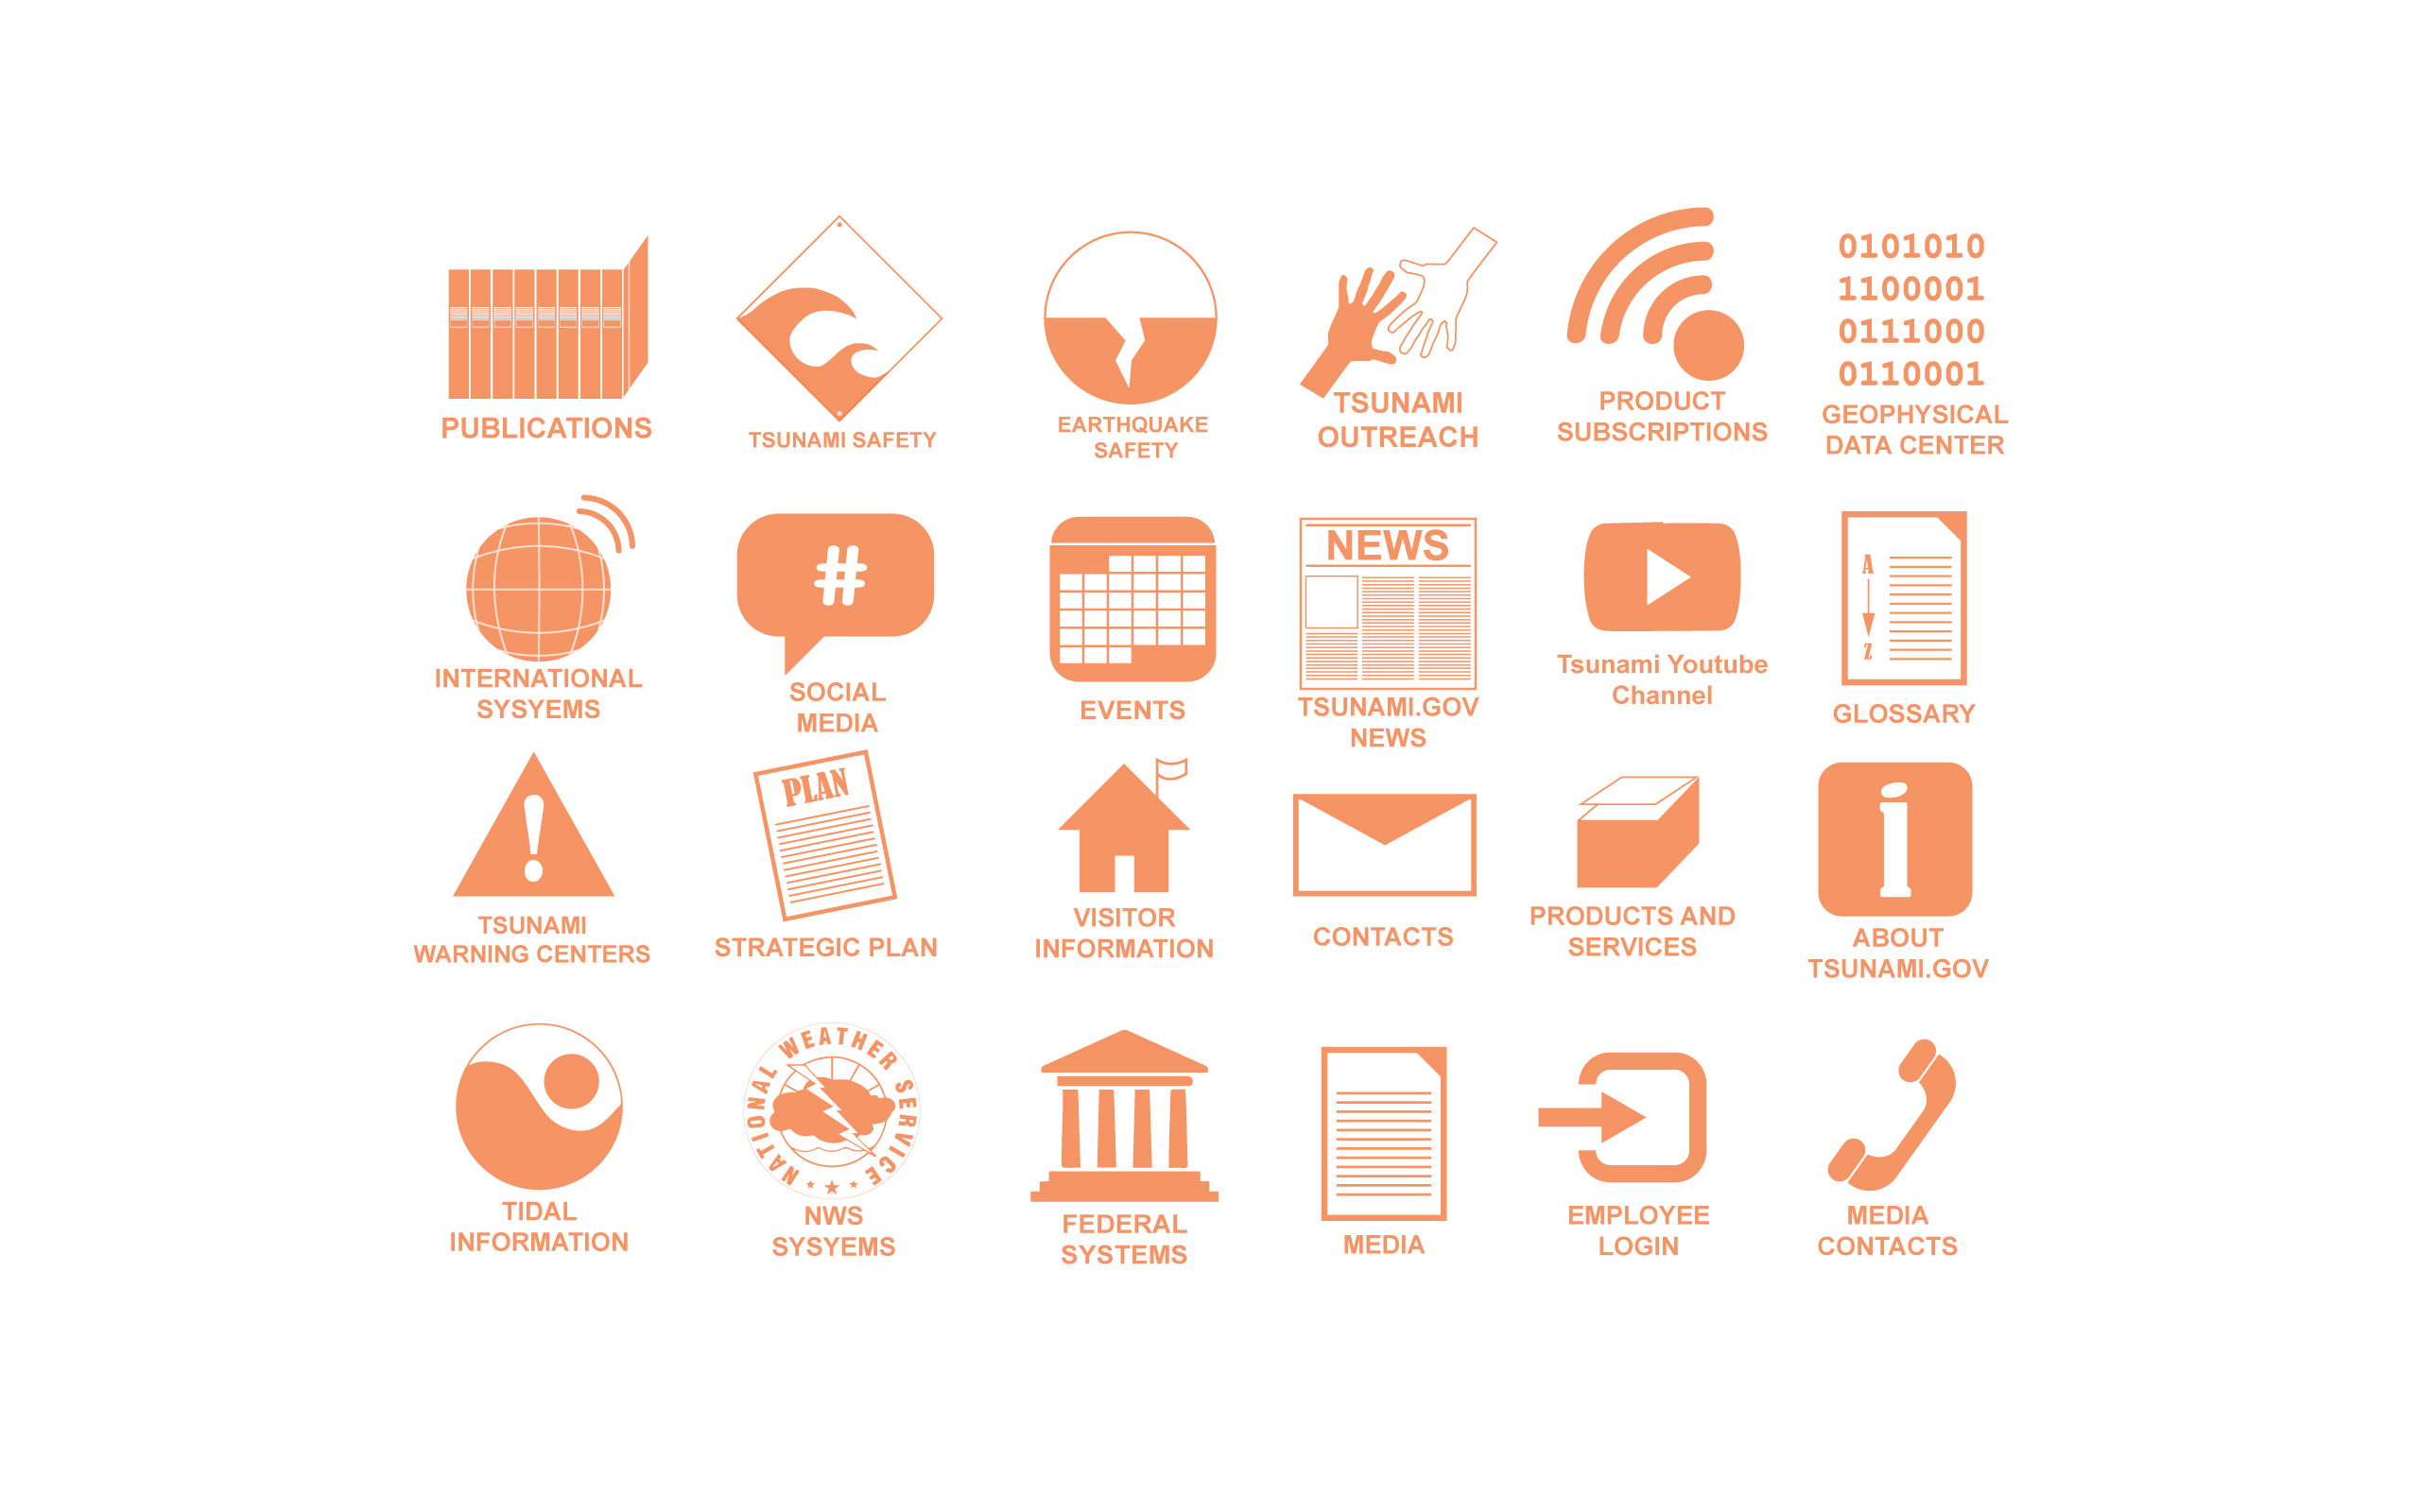 0101010
1100001
0111000
0110001
PUBLICATIONS
TSUNAMI SAFETY
EARTHQUAKE
SAFETY
TSUNAMI
OUTREACH
PRODUCT
SUBSCRIPTIONS
GEOPHYSICAL
DATA CENTER
INTERNATIONAL
SYSYEMS
#
SOCIAL
MEDIA
EVENTS
NEWS
TSUNAMI.GOV
NEWS
Tsunami Youtube
Channel
A
Z
GLOSSARY
!
TSUNAMI
WARNING CENTERS
PLAN
STRATEGIC PLAN
VISITOR
INFORMATION
CONTACTS
PRODUCTS AND
SERVICES
i
ABOUT
TSUNAMI.GOV
TIDAL
INFORMATION
NATIONAL WEATHER SERVICE
NWS
SYSYEMS
FEDERAL
SYSTEMS
MEDIA
EMPLOYEE
LOGIN
MEDIA
CONTACTS